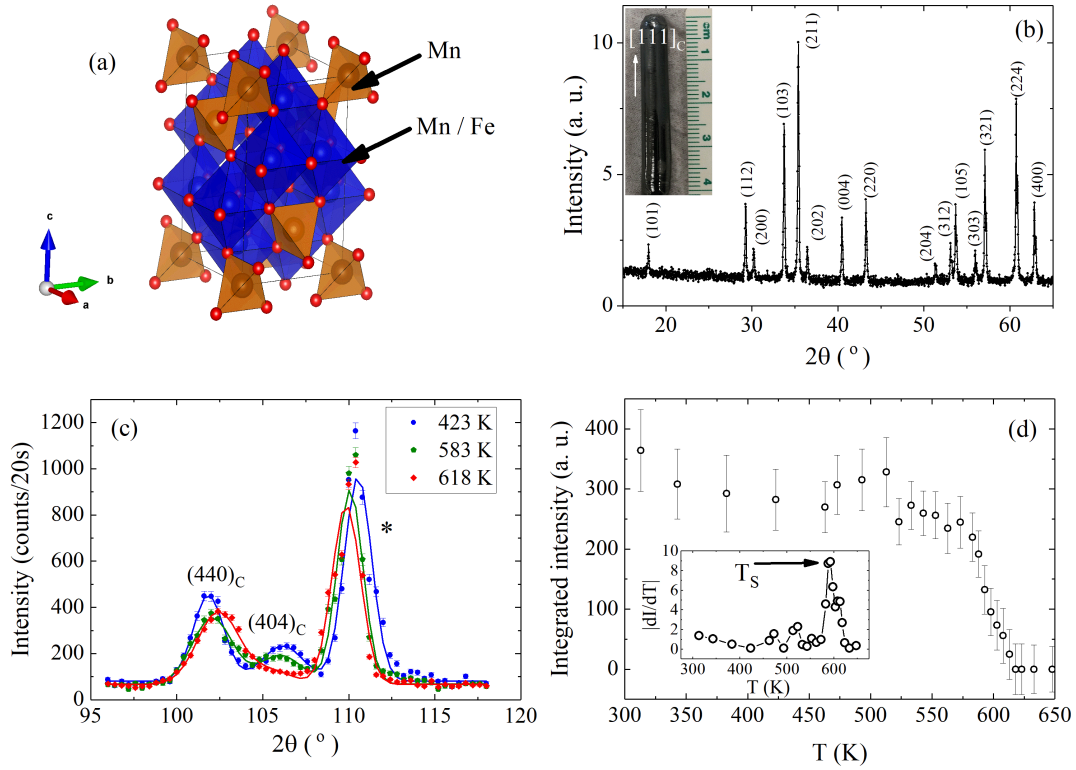 (a)
Mn
Mn / Fe
c
b
a
(b)
[111]C
cm
1
2
3
4
Intensity (a. u.)
10
5
0
(101)
(112)
(200)
(103)
(211)
(202)
(004)
(220)
(204)
(312)
(105)
(303)
(321)
(224)
(400)
20
30
40
50
60
2θ ( ° )
(c)
423 K
583 K
618 K
Intensity (counts/20s)
1200
1000
800
600
400
200
0
(440)C
(404)C
*
95
100
105
110
115
120
2θ ( ° )
(d)
Integrated intensity (a. u.)
400
350
300
250
200
150
100
50
0
|dI/dT|
10
8
6
4
2
0
TS
300
400
500
600
T (K)
300
350
400
450
500
550
600
650
T (K)